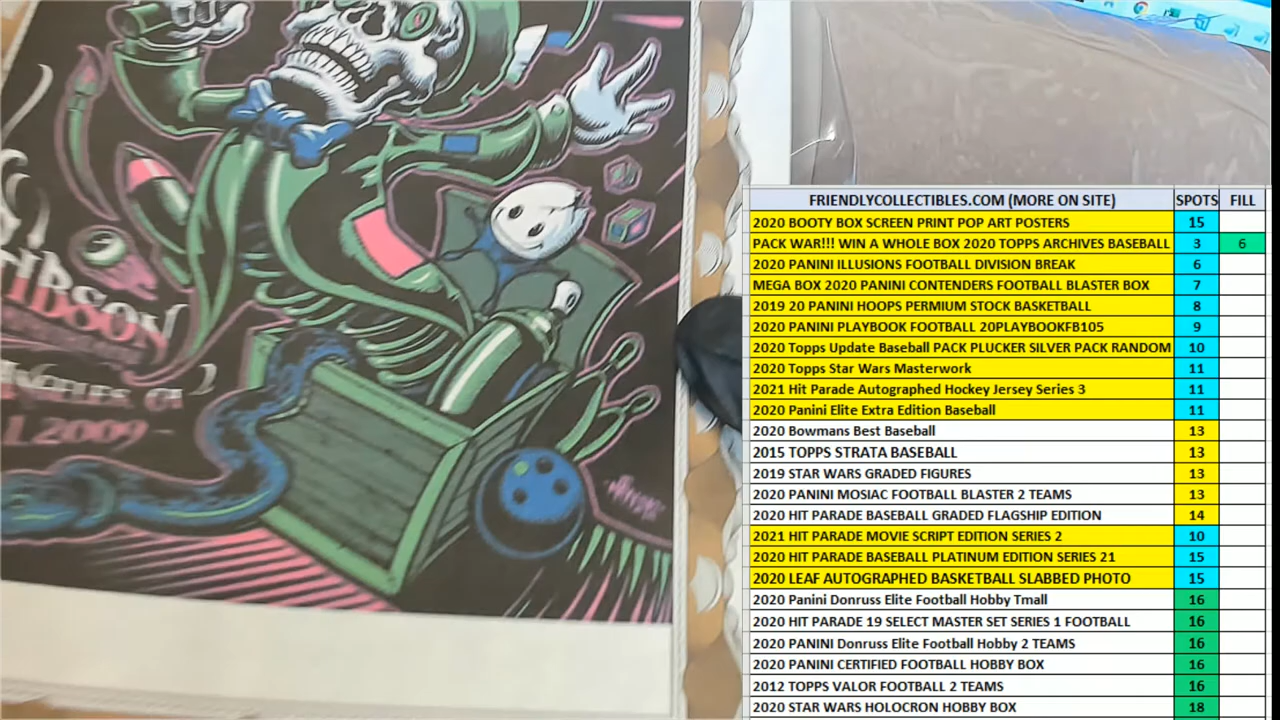 IBSON
2009
FRIENDLYCOLLECTIBLES.COM (MORE ON SITE) SPOTS FILL
2020 BOOTY BOX SCREEN PRINT POP ART POSTERS 15
PACK WAR!!! WIN A WHOLE BOX 2020 TOPPS ARCHIVES BASEBALL 3 6
2020 PANINI ILLUSIONS FOOTBALL DIVISION BREAK 6
MEGA BOX 2020 PANINI CONTENDERS FOOTBALL BLASTER BOX 7
2019 20 PANINI HOOPS PERMIUM STOCK BASKETBALL 8
2020 PANINI PLAYBOOK FOOTBALL 20PLAYBOOKFB105 9
2020 Topps Update Baseball PACK PLUCKER SILVER PACK RANDOM 10
2020 Topps Star Wars Masterwork 11
2021 Hit Parade Autographed Hockey Jersey Series 3 11
2020 Panini Elite Extra Edition Baseball 11
2020 Bowmans Best Baseball 13
2015 TOPPS STRATA BASEBALL 13
2019 STAR WARS GRADED FIGURES 13
2020 PANINI MOSIAC FOOTBALL BLASTER 2 TEAMS 13
2020 HIT PARADE BASEBALL GRADED FLAGSHIP EDITION 14
2021 HIT PARADE MOVIE SCRIPT EDITION SERIES 2 10
2020 HIT PARADE BASEBALL PLATINUM EDITION SERIES 21 15
2020 LEAF AUTOGRAPHED BASKETBALL SLABBED PHOTO 15
2020 Panini Donruss Elite Football Hobby Tmall 16
2020 HIT PARADE 19 SELECT MASTER SET SERIES 1 FOOTBALL 16
2020 PANINI Donruss Elite Football Hobby 2 TEAMS 16
2020 PANINI CERTIFIED FOOTBALL HOBBY BOX 16
2012 TOPPS VALOR FOOTBALL 2 TEAMS 16
2020 STAR WARS HOLOCRON HOBBY BOX 18